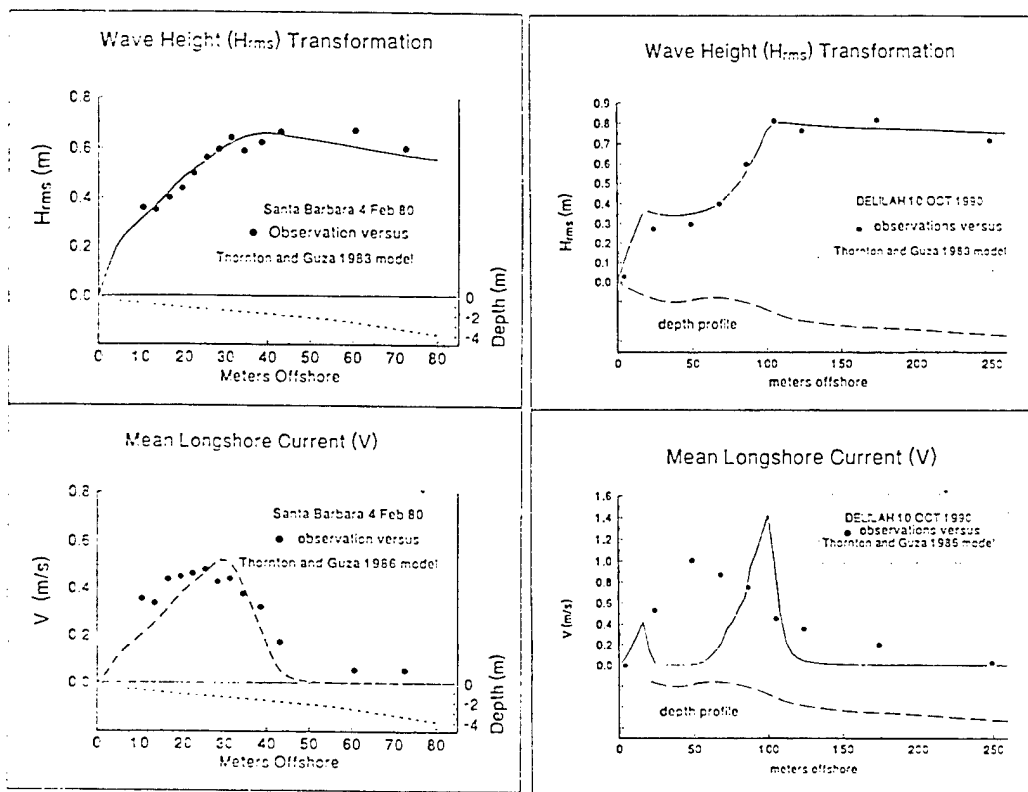 Wave Height (Hrms) Transformation
Hrms (m)
0.8
0.6
0.4
0.2
0.0
Santa Barbara 4 Feb 80
Observation versus
Thornton and Guza 1983 model
0
-2
-4
Depth (m)
0 10 20 30 40 50 60 70 80
Meters Offshore
Wave Height (Hrms) Transformation
Hrms (m)
0.9
0.8
0.7
0.6
0.5
0.4
0.3
0.2
0.1
0.0
DELILAH 10 OCT 1990
observations versus
Thornton and Guza 1983 model
depth profile
0 50 100 150 200 250
meters offshore
Mean Longshore Current (V)
V (m/s)
0.8
0.6
0.4
0.2
0.0
Santa Barbara 4 Feb 80
observation versus
Thornton and Guza 1986 model
0
-2
-4
Depth (m)
0 10 20 30 40 50 60 70 80
Meters Offshore
Mean Longshore Current (V)
V (m/s)
1.6
1.4
1.2
1.0
0.8
0.6
0.4
0.2
0.0
DELILAH 10 OCT 1990
observations versus
Thornton and Guza 1986 model
depth profile
0 50 100 150 200 250
meters offshore